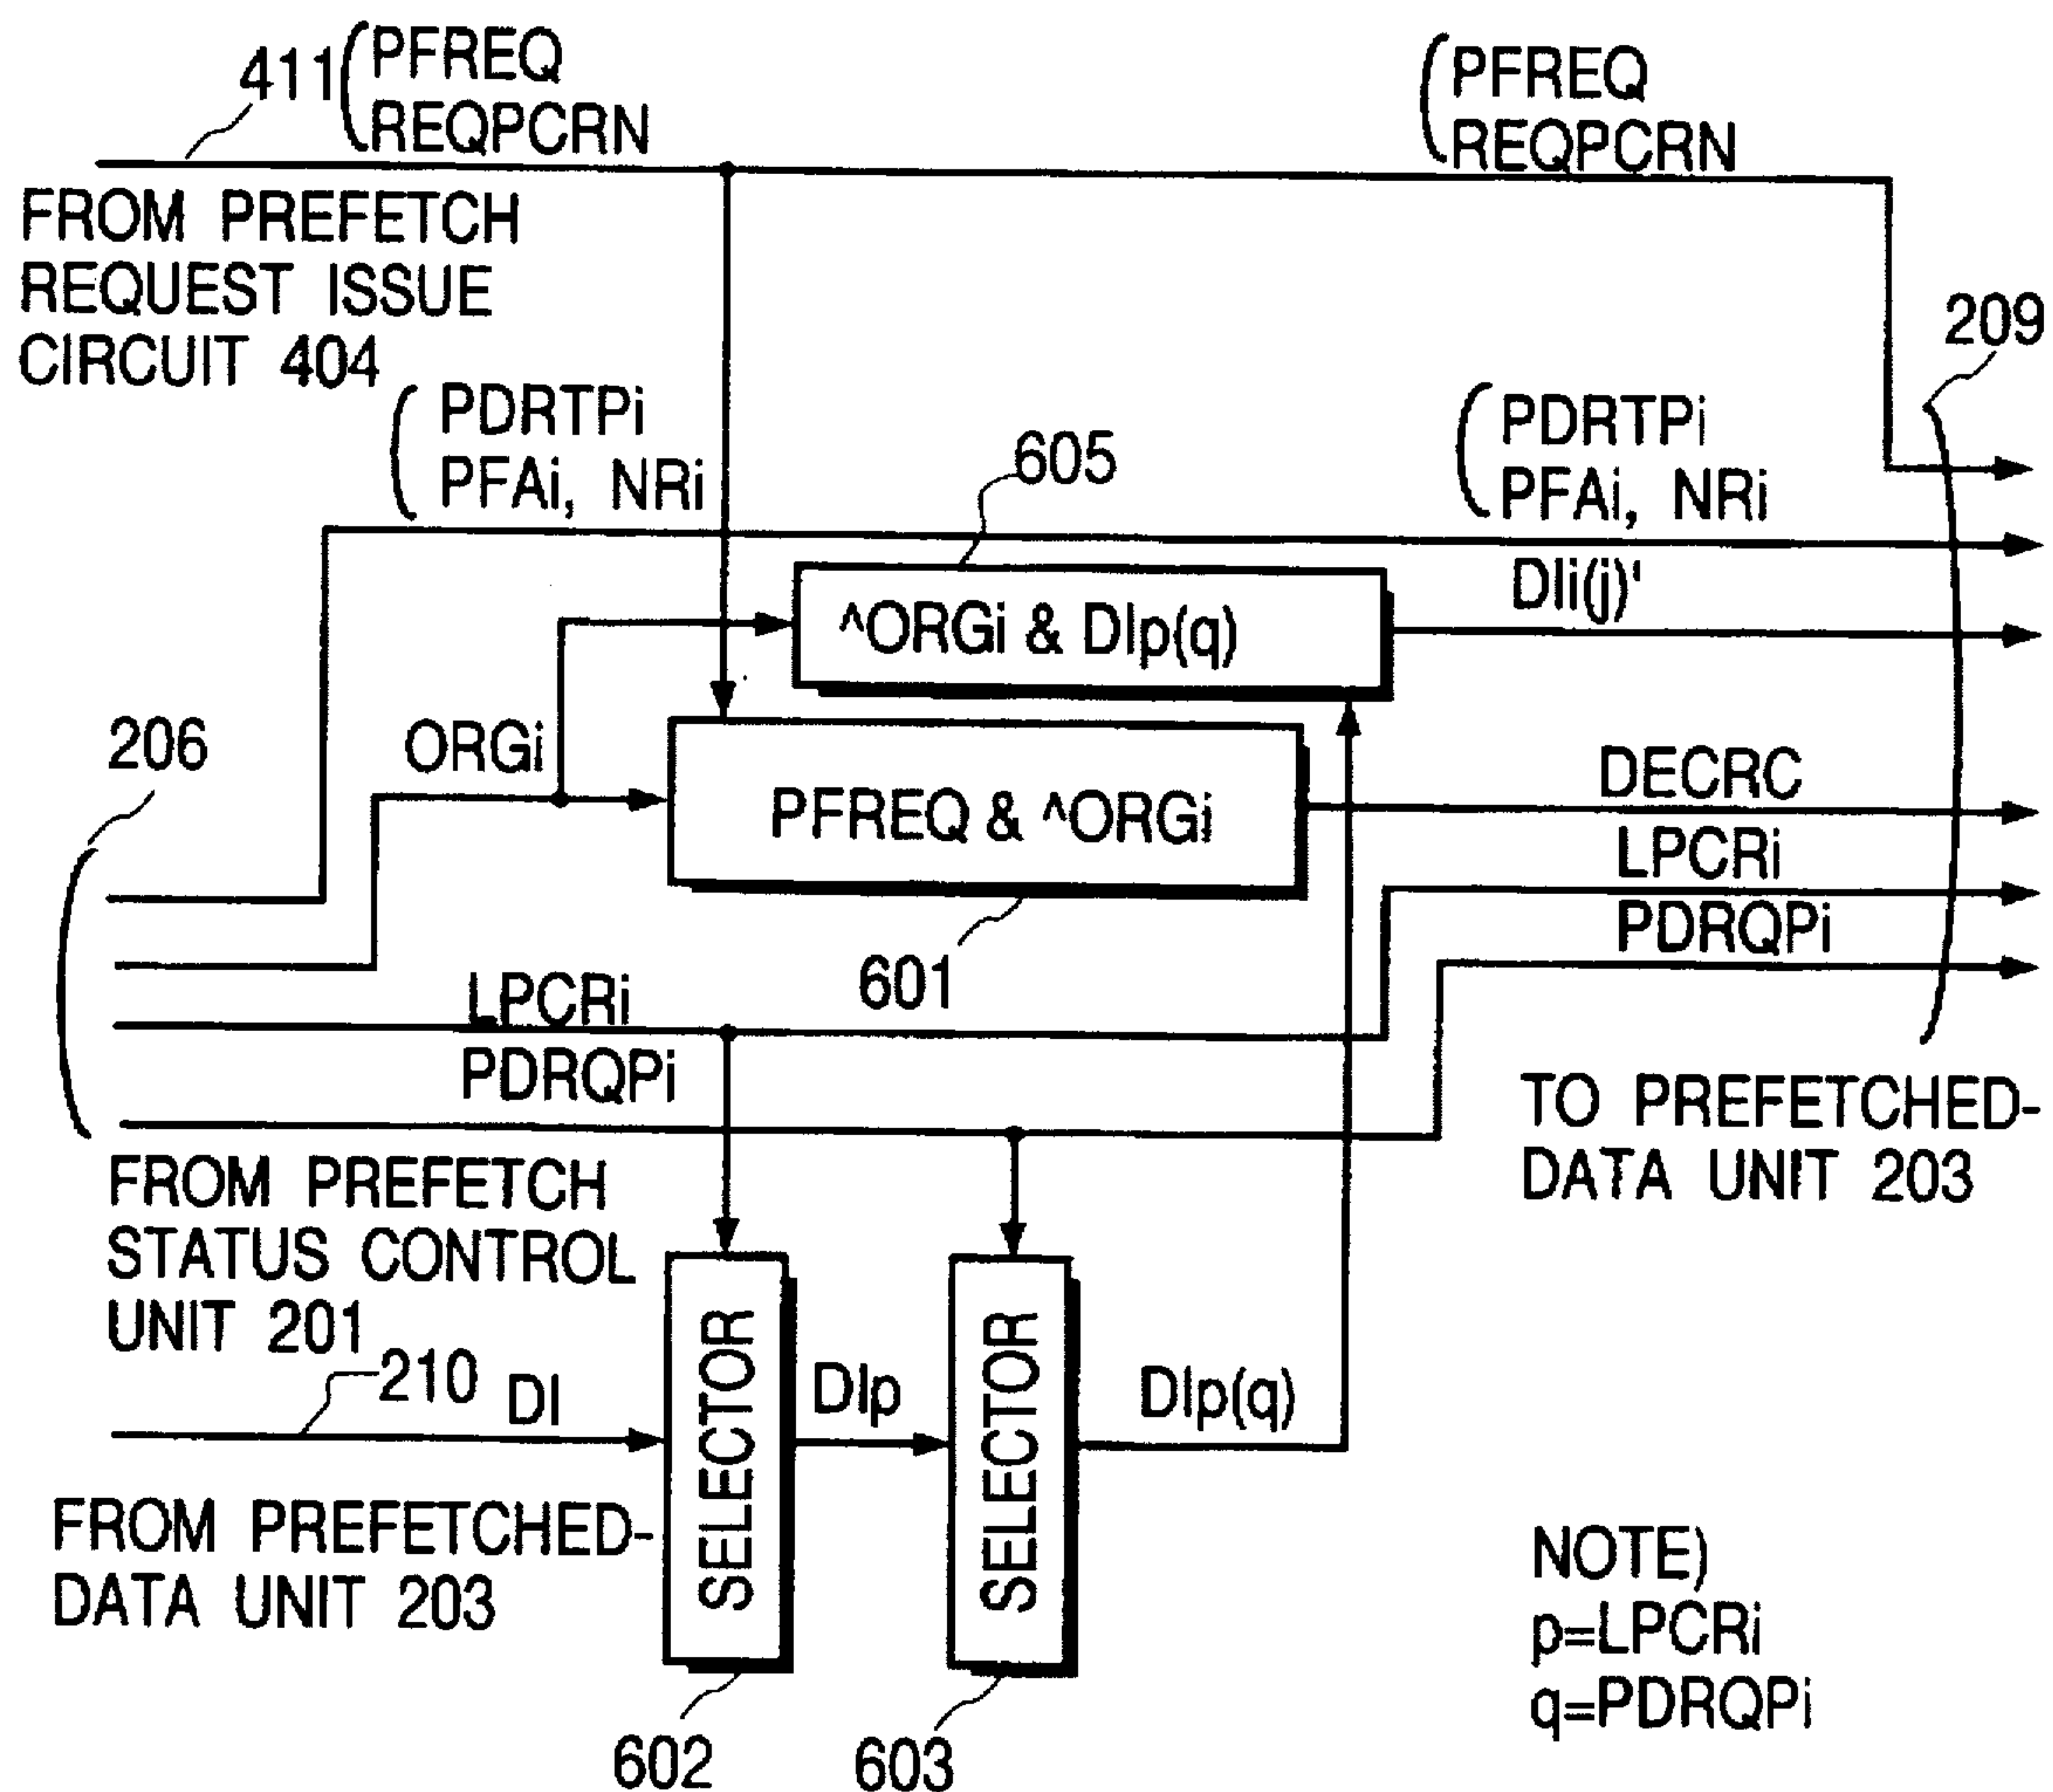 411
PFREQ
REQPCRN
PFREQ
REQPCRN
FROM PREFETCH
REQUEST ISSUE
CIRCUIT 404
209
PDRTPi
PFAi, NRi
PDRTPi
PFAi, NRi
605
DIi(j)'
^ORGi & DIp(q)
206
ORGi
PFREQ & ^ORGi
DECRC
LPCRi
PDRQPi
601
LPCRi
PDRQPi
TO PREFETCHED-
DATA UNIT 203
FROM PREFETCH
STATUS CONTROL
UNIT 201
210
DI
SELECTOR
DIp
SELECTOR
DIp(q)
FROM PREFETCHED-
DATA UNIT 203
NOTE)
p=LPCRi
q=PDRQPi
602
603